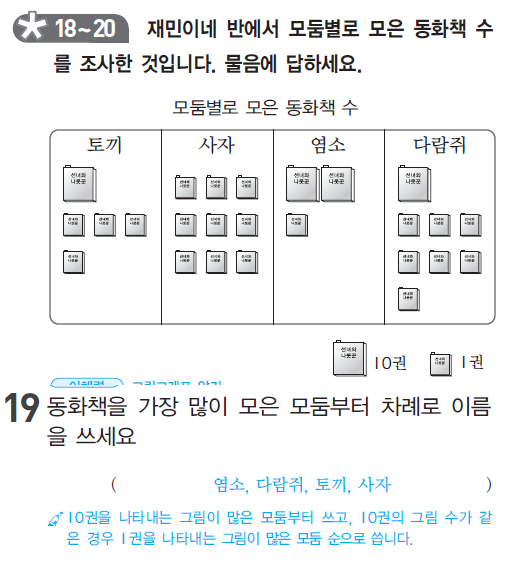 18~20 재민이네 반에서 모둠별로 모은 동화책 수
를 조사한 것입니다. 물음에 답하세요.
모둠별로 모은 동화책 수
토끼 사자 염소 다람쥐
선녀와 나뭇꾼
10권 1권
19 동화책을 가장 많이 모은 모둠부터 차례로 이름
을 쓰세요
( 염소, 다람쥐, 토끼, 사자 )
10권을 나타내는 그림이 많은 모둠부터 쓰고, 10권의 그림 수가 같
은 경우 1권을 나타내는 그림이 많은 모둠 순으로 씁니다.